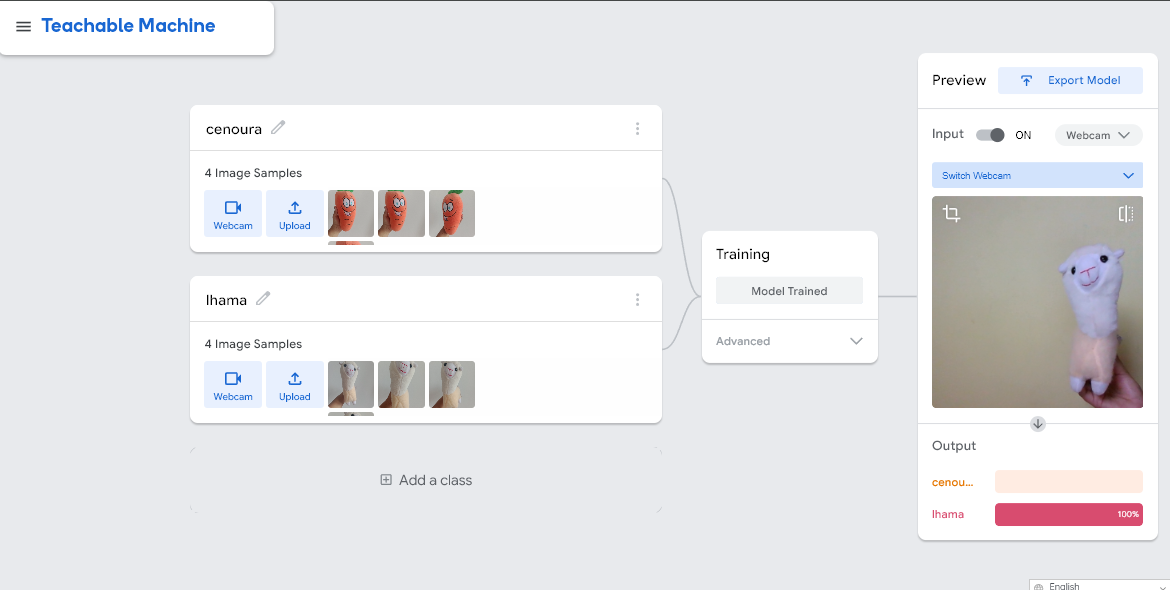 Teachable Machine
cenoura
4 Image Samples
Webcam
Upload
lhama
4 Image Samples
Webcam
Upload
Add a class
Training
Model Trained
Advanced
Preview
Export Model
Input
ON
Webcam
Switch Webcam
Output
cenou...
lhama
100%
English